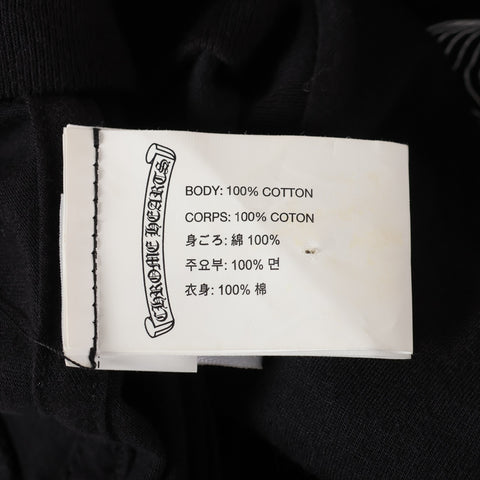 CHROME HEARTS
BODY: 100% COTTON
CORPS: 100% COTON
身ごろ: 綿 100%
주요부: 100% 면
衣身: 100% 棉